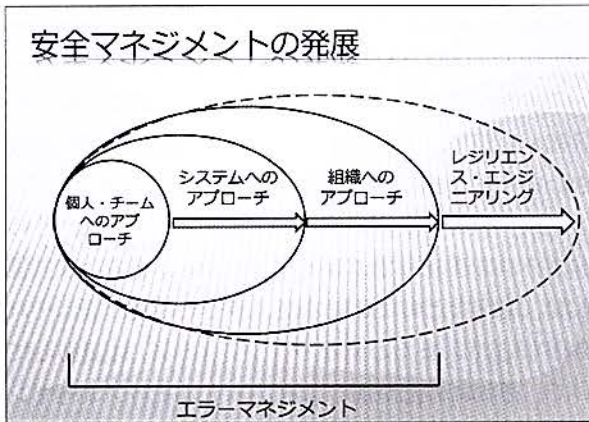 安全マネジメントの発展
個人・チーム
へのアプ
ローチ
システムへの
アプローチ
組織への
アプローチ
レジリエン
ス・エンジ
ニアリング
エラーマネジメント